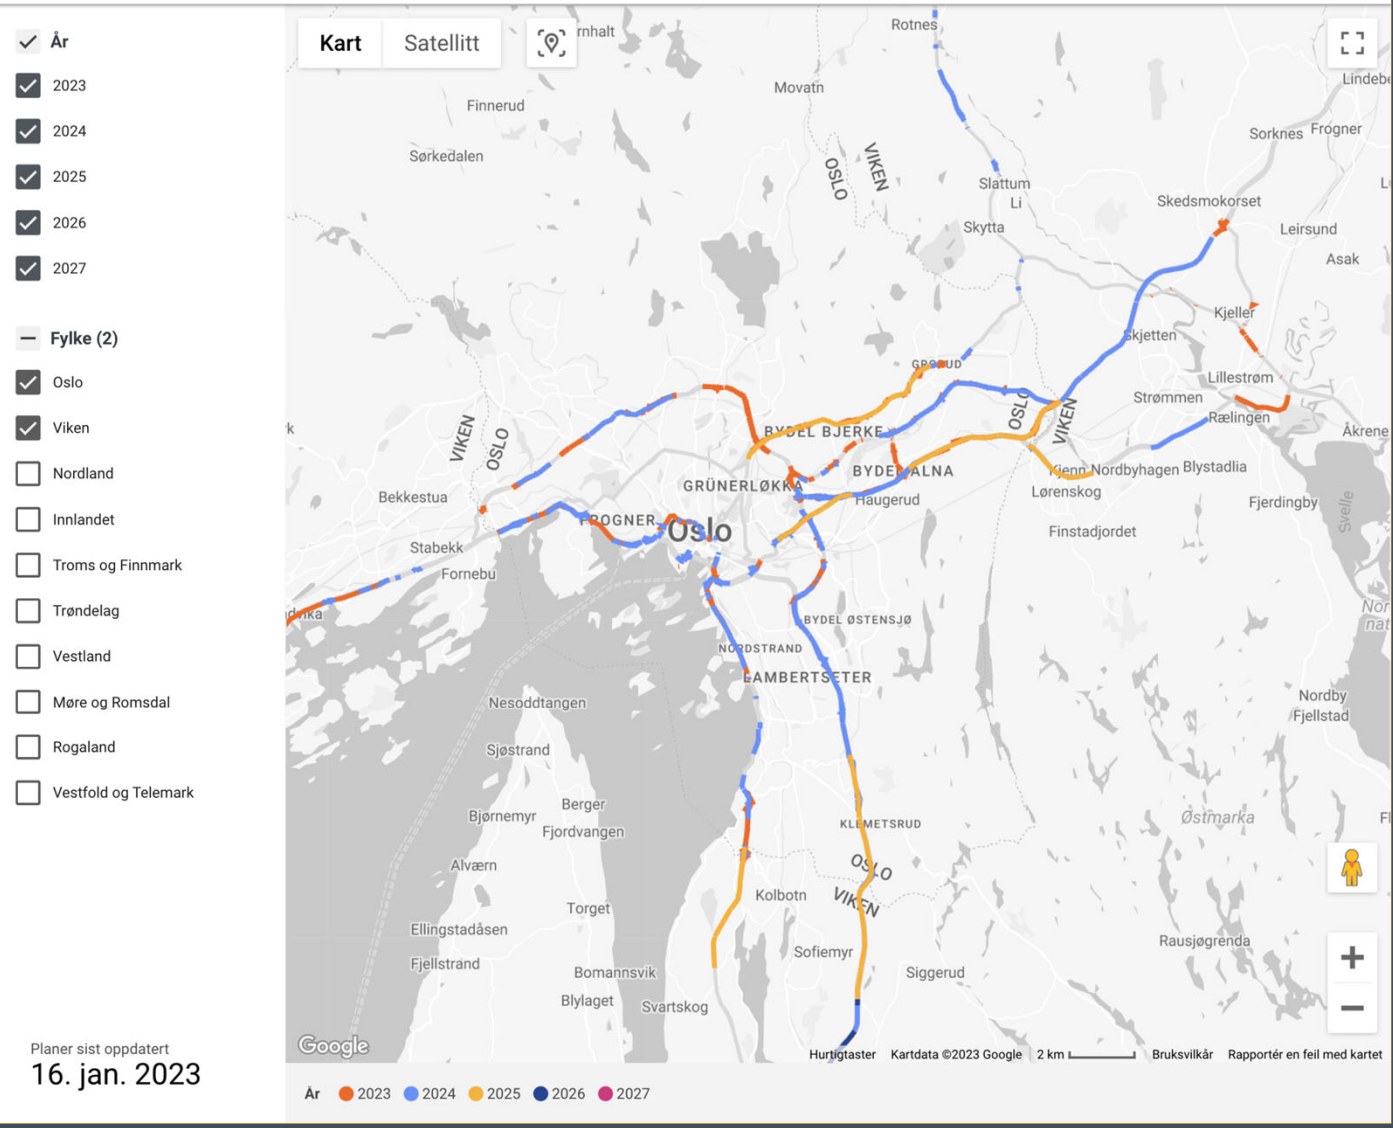 År
2023
2024
2025
2026
2027
Fylke (2)
Oslo
Viken
Nordland
Innlandet
Troms og Finnmark
Trøndelag
Vestland
Møre og Romsdal
Rogaland
Vestfold og Telemark
Planer sist oppdatert
16. jan. 2023
Kart
Satellitt
Rotnes
Movatn
Lindebe
Finnerud
Sorknes
Frogner
Sørkedalen
OSLO
VIKEN
Slattum
Li
Skedsmokorset
Skytta
Leirsund
Asak
Kjeller
Skjetten
GRORUD
Lillestrøm
Strømmen
OSLO
VIKEN
Rælingen
VIKEN
OSLO
BYDEL BJERKE
Åkrene
BYDEL ALNA
Fjerdingby
Nordbyhagen
Blystadlia
GRÜNERLØKKA
Lørenskog
Bekkestua
Haugerud
Svelle
FROGNER
Oslo
Finstadjordet
Stabekk
Fornebu
BYDEL ØSTENSJØ
NORDSTRAND
LAMBERTSETER
Nordby
Fjellstad
Nesoddtangen
Sjøstrand
Berger
Bjørnemyr
Fjordvangen
KLEMETSRUD
Østmarka
Alværn
OSLO
VIKEN
Kolbotn
Torget
Ellingstadåsen
Sofiemyr
Rausjøgrenda
Fjellstrand
Bomannsvik
Siggerud
Blylaget
Svartskog
Google
Hurtigtaster
Kartdata ©2023 Google
2 km
Bruksvilkår
Rapportér en feil med kartet
År
2023
2024
2025
2026
2027